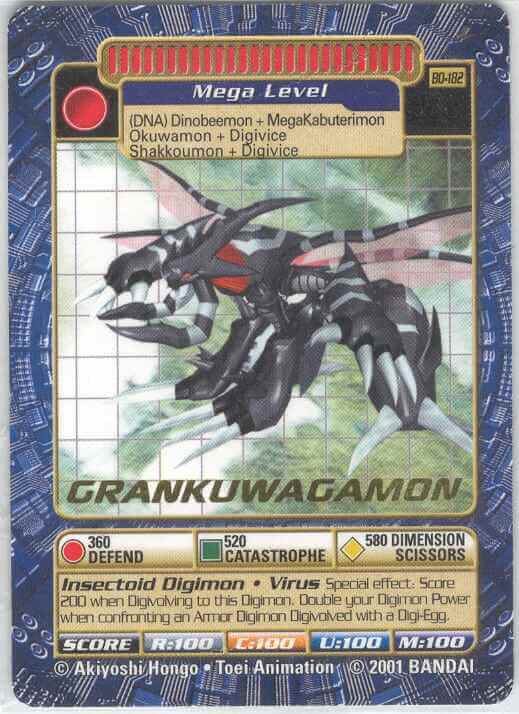 BO-182
Mega Level
(DNA) Dinobeemon + MegaKabuterimon
Okuwamon + Digivice
Shakkoumon + Digivice
GRANKUWAGAMON
360 DEFEND
520 CATASTROPHE
580 DIMENSION SCISSORS
Insectoid Digimon • Virus Special effect: Score
200 when Digivolving to this Digimon. Double your Digimon Power
when confronting an Armor Digimon Digivolved with a Digi-Egg.
SCORE R:100 C:100 U:100 M:100
© Akiyoshi Hongo • Toei Animation © 2001 BANDAI